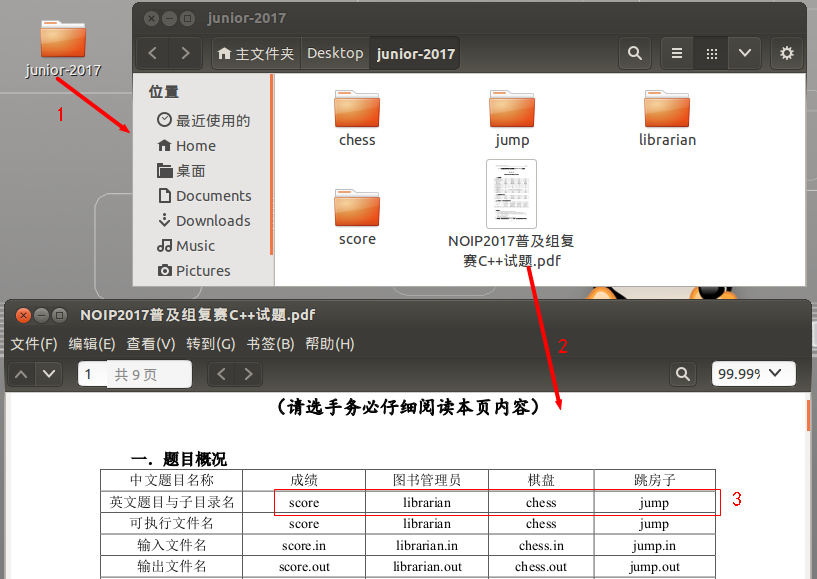 junior-2017
1
junior-2017
主文件夹 Desktop junior-2017
位置
最近使用的
Home
桌面
Documents
Downloads
Music
Pictures
chess jump librarian
score
NOIP2017普及组复
赛C++试题.pdf
2
NOIP2017普及组复赛C++试题.pdf
文件(F) 编辑(E) 查看(V) 转到(G) 书签(B) 帮助(H)
1 共 9 页 99.99%
（请选手务必仔细阅读本页内容）
一．题目概况
中文题目名称 成绩 图书管理员 棋盘 跳房子
英文题目与子目录名 score librarian chess jump
3
可执行文件名 score librarian chess jump
输入文件名 score.in librarian.in chess.in jump.in
输出文件名 score.out librarian.out chess.out jump.out